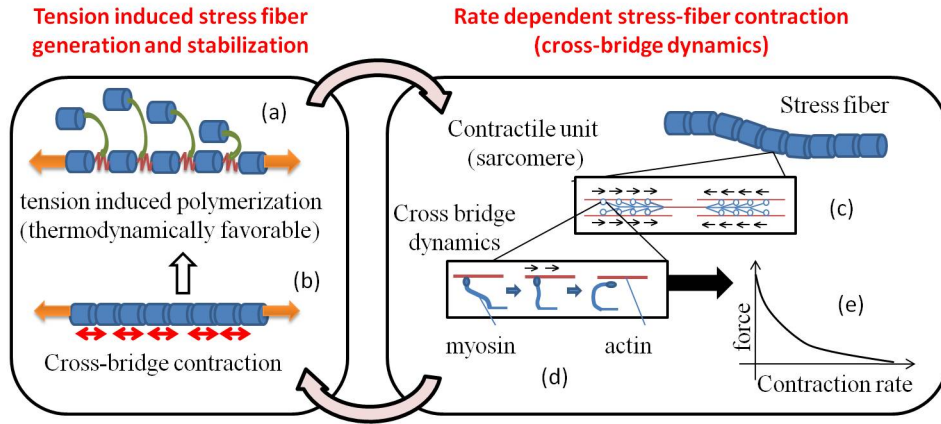 Tension induced stress fiber
generation and stabilization
Rate dependent stress-fiber contraction
(cross-bridge dynamics)
(a)
tension induced polymerization
(thermodynamically favorable)
(b)
Cross-bridge contraction
Stress fiber
Contractile unit
(sarcomere)
(c)
Cross bridge
dynamics
myosin
actin
(d)
(e)
force
Contraction rate